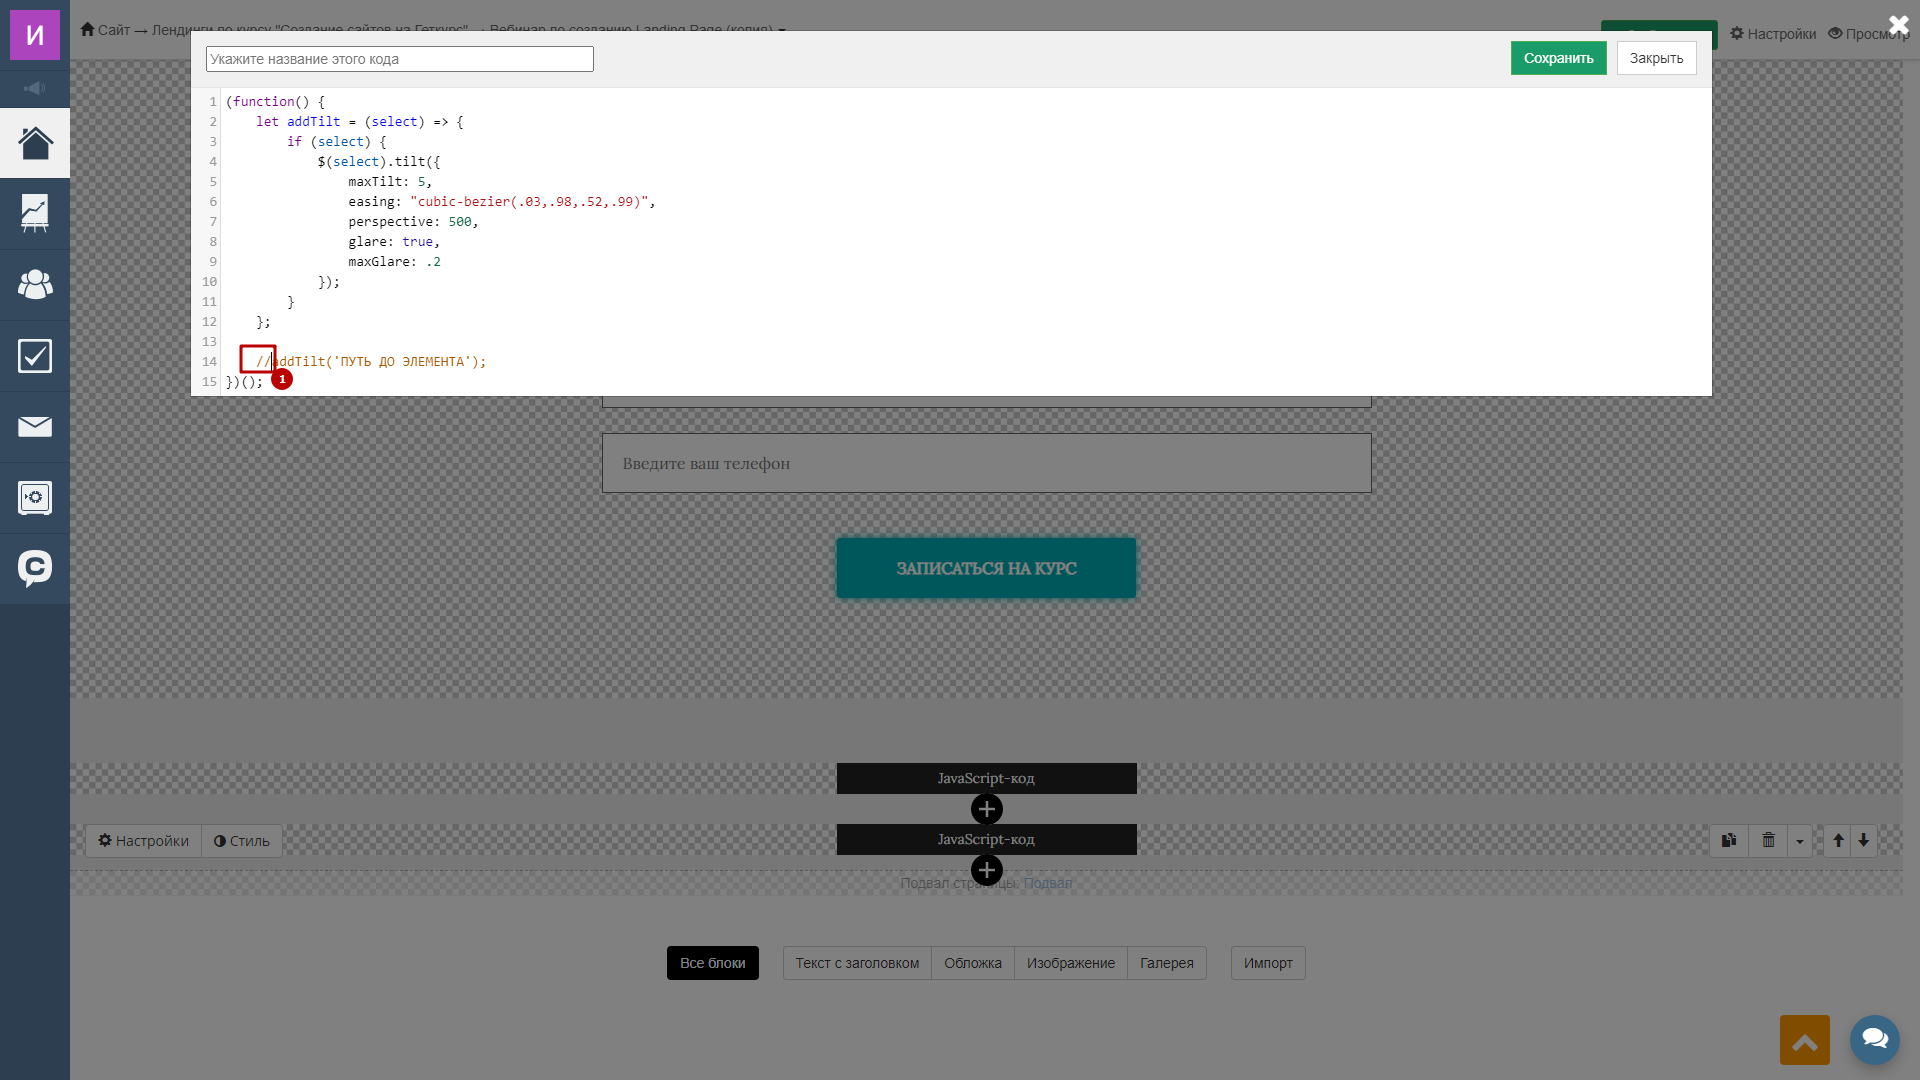 И
Сайт → Лендинги по курсу "Создание сайтов на Геткурс" → Вебинар по созданию Landing Page (копия)
Настройки
Просмотр
Укажите название этого кода
Сохранить
Закрыть
1 (function() {
2 let addTilt = (select) => {
3 if (select) {
4 $(select).tilt({
5 maxTilt: 5,
6 easing: "cubic-bezier(.03,.98,.52,.99)",
7 perspective: 500,
8 glare: true,
9 maxGlare: .2
10 });
11 }
12 };
13
14 //addTilt('ПУТЬ ДО ЭЛЕМЕНТА');
15 })();
1
Введите ваш телефон
ЗАПИСАТЬСЯ НА КУРС
JavaScript-код
Настройки
Стиль
JavaScript-код
Подвал страницы: Подвал
Все блоки
Текст с заголовком
Обложка
Изображение
Галерея
Импорт